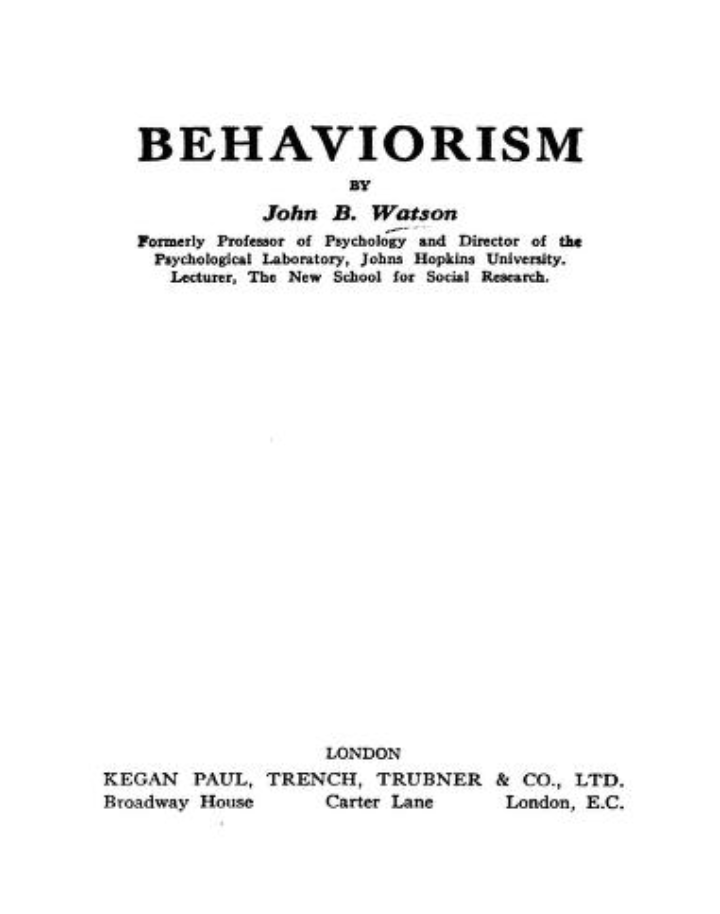 BEHAVIORISM
BY
John B. Watson
Formerly Professor of Psychology and Director of the
Psychological Laboratory, Johns Hopkins University.
Lecturer, The New School for Social Research.
LONDON
KEGAN PAUL, TRENCH, TRUBNER & CO., LTD.
Broadway House Carter Lane London, E.C.